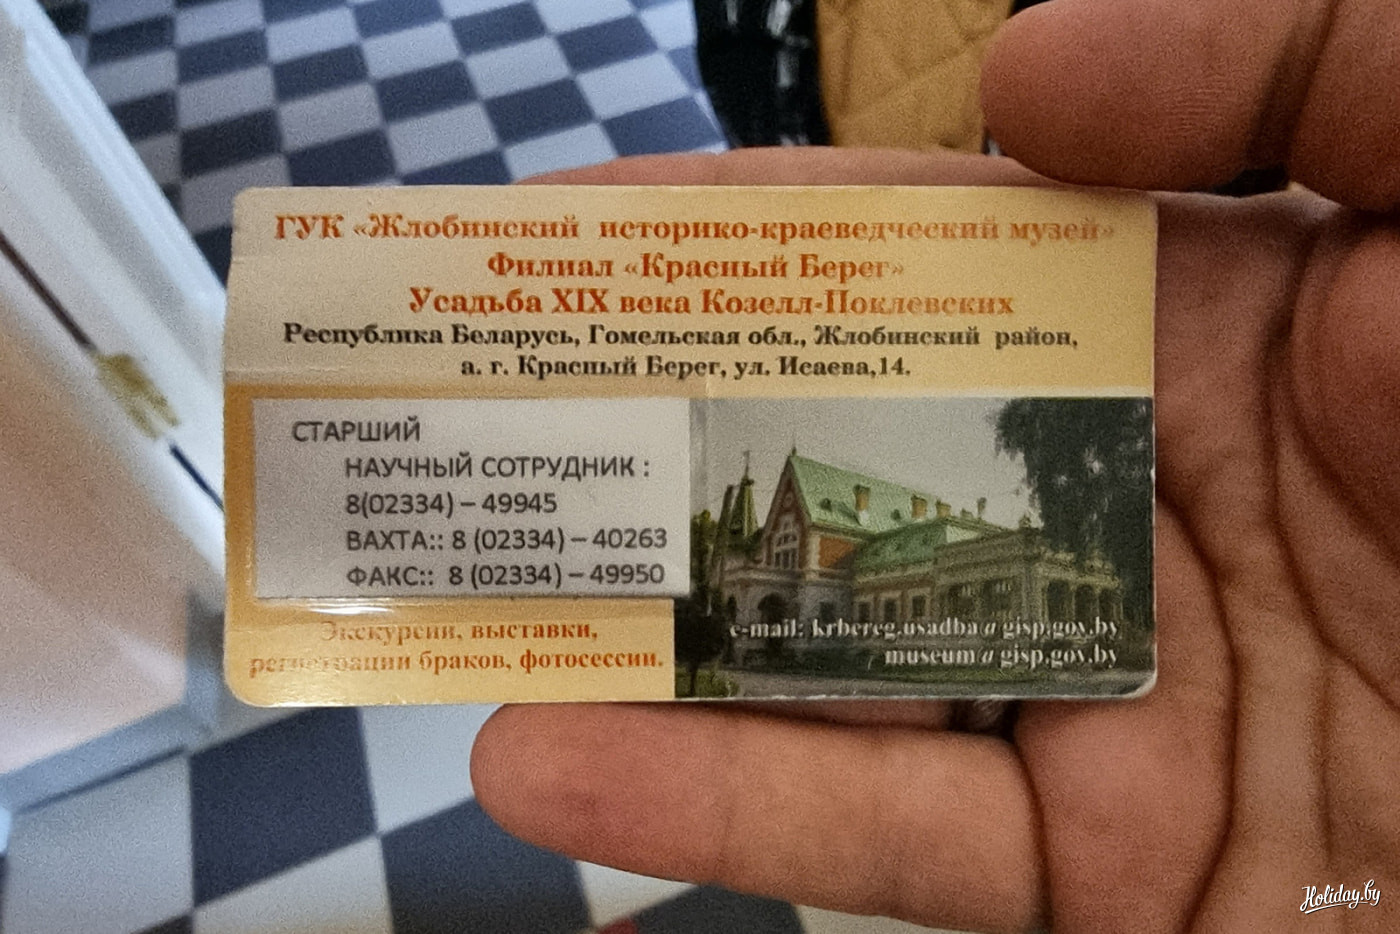 ГУК «Жлобинский историко-краеведческий музей»
Филиал «Красный Берег»
Усадьба XIX века Козелл-Поклевских
Республика Беларусь, Гомельская обл., Жлобинский район,
а. г. Красный Берег, ул. Исаева,14.
СТАРШИЙ
НАУЧНЫЙ СОТРУДНИК :
8(02334) – 49945
ВАХТА:: 8 (02334) – 40263
ФАКС:: 8 (02334) – 49950
Экскурсии, выставки,
регистрации браков, фотосессии.
e-mail: krbereg.usadba@gisp.gov.by
museum@gisp.gov.by
Holiday.by